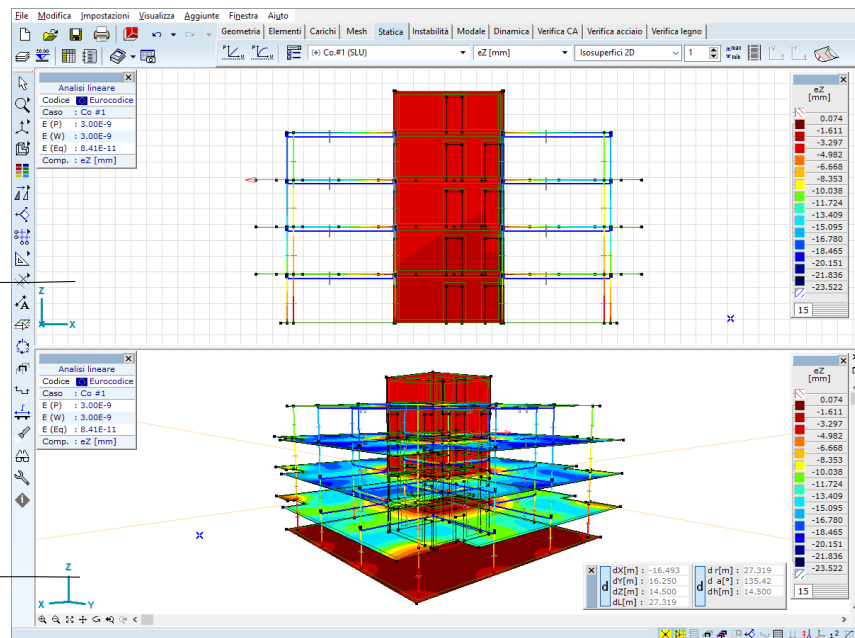 File Modifica Impostazioni Visualizza Aggiunte Finestra Aiuto
Geometria Elementi Carichi Mesh Statica Instabilità Modale Dinamica Verifica CA Verifica acciaio Verifica legno
(+) Co.#1 (SLU) eZ [mm] Isosuperfici 2D 1
Analisi lineare
Codice Eurocodice
Caso : Co #1
E (P) : 3.00E-9
E (W) : 3.00E-9
E (Eq) : 8.41E-11
Comp. : eZ [mm]
eZ
[mm]
0.074
-1.611
-3.297
-4.982
-6.668
-8.353
-10.038
-11.724
-13.409
-15.095
-16.780
-18.465
-20.151
-21.836
-23.522
15
Z
X
Analisi lineare
Codice Eurocodice
Caso : Co #1
E (P) : 3.00E-9
E (W) : 3.00E-9
E (Eq) : 8.41E-11
Comp. : eZ [mm]
eZ
[mm]
0.074
-1.611
-3.297
-4.982
-6.668
-8.353
-10.038
-11.724
-13.409
-15.095
-16.780
-18.465
-20.151
-21.836
-23.522
15
Z
X Y
d
dX[m] : -16.493
dY[m] : 16.250
dZ[m] : 14.500
dL[m] : 27.319
d
d r[m] : 27.319
d a[°] : 135.42
dh[m] : 14.500